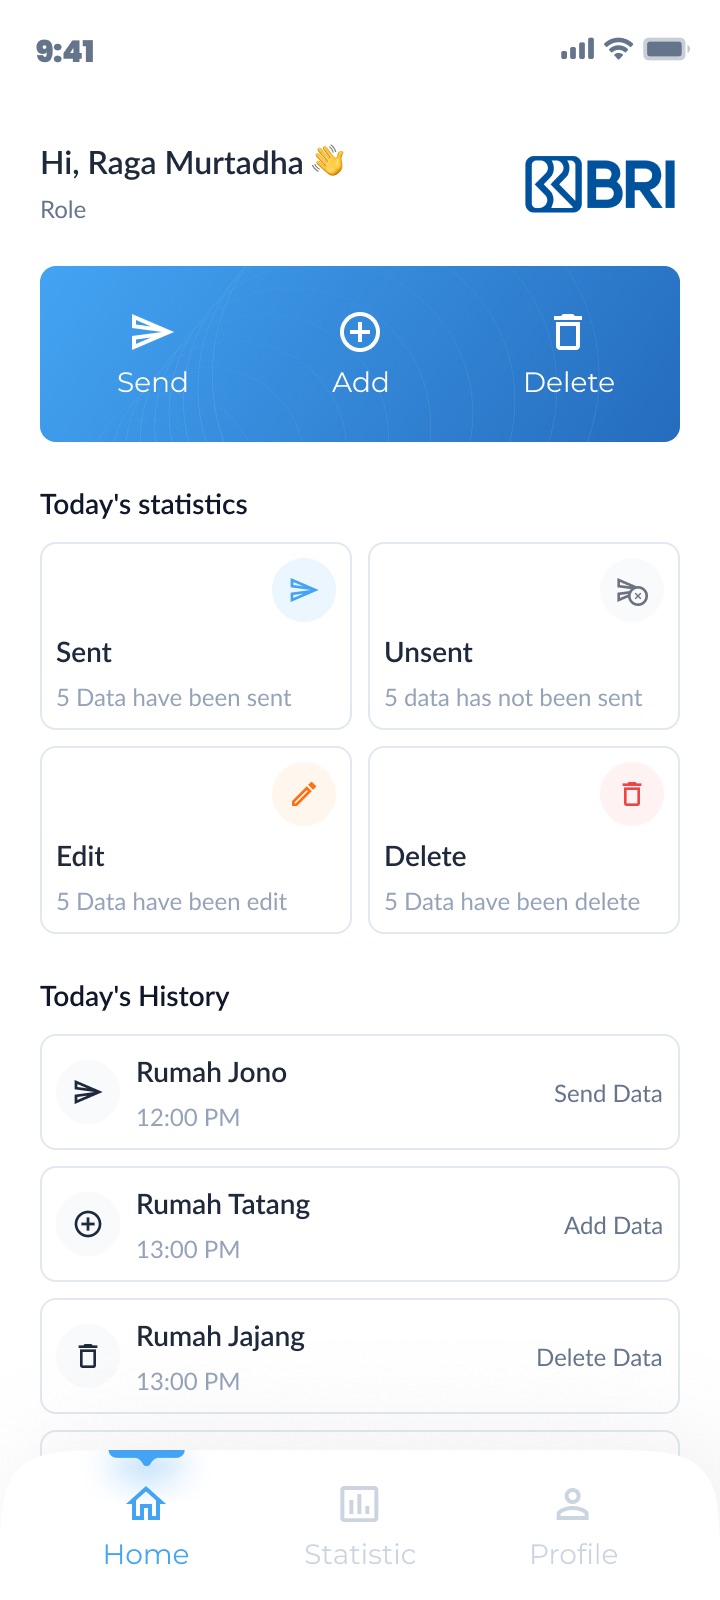 9:41
Hi, Raga Murtadha 👋
Role
BRI
Send
Add
Delete
Today's statistics
Sent
5 Data have been sent
Unsent
5 data has not been sent
Edit
5 Data have been edit
Delete
5 Data have been delete
Today's History
Rumah Jono
12:00 PM
Send Data
Rumah Tatang
13:00 PM
Add Data
Rumah Jajang
13:00 PM
Delete Data
Home
Statistic
Profile